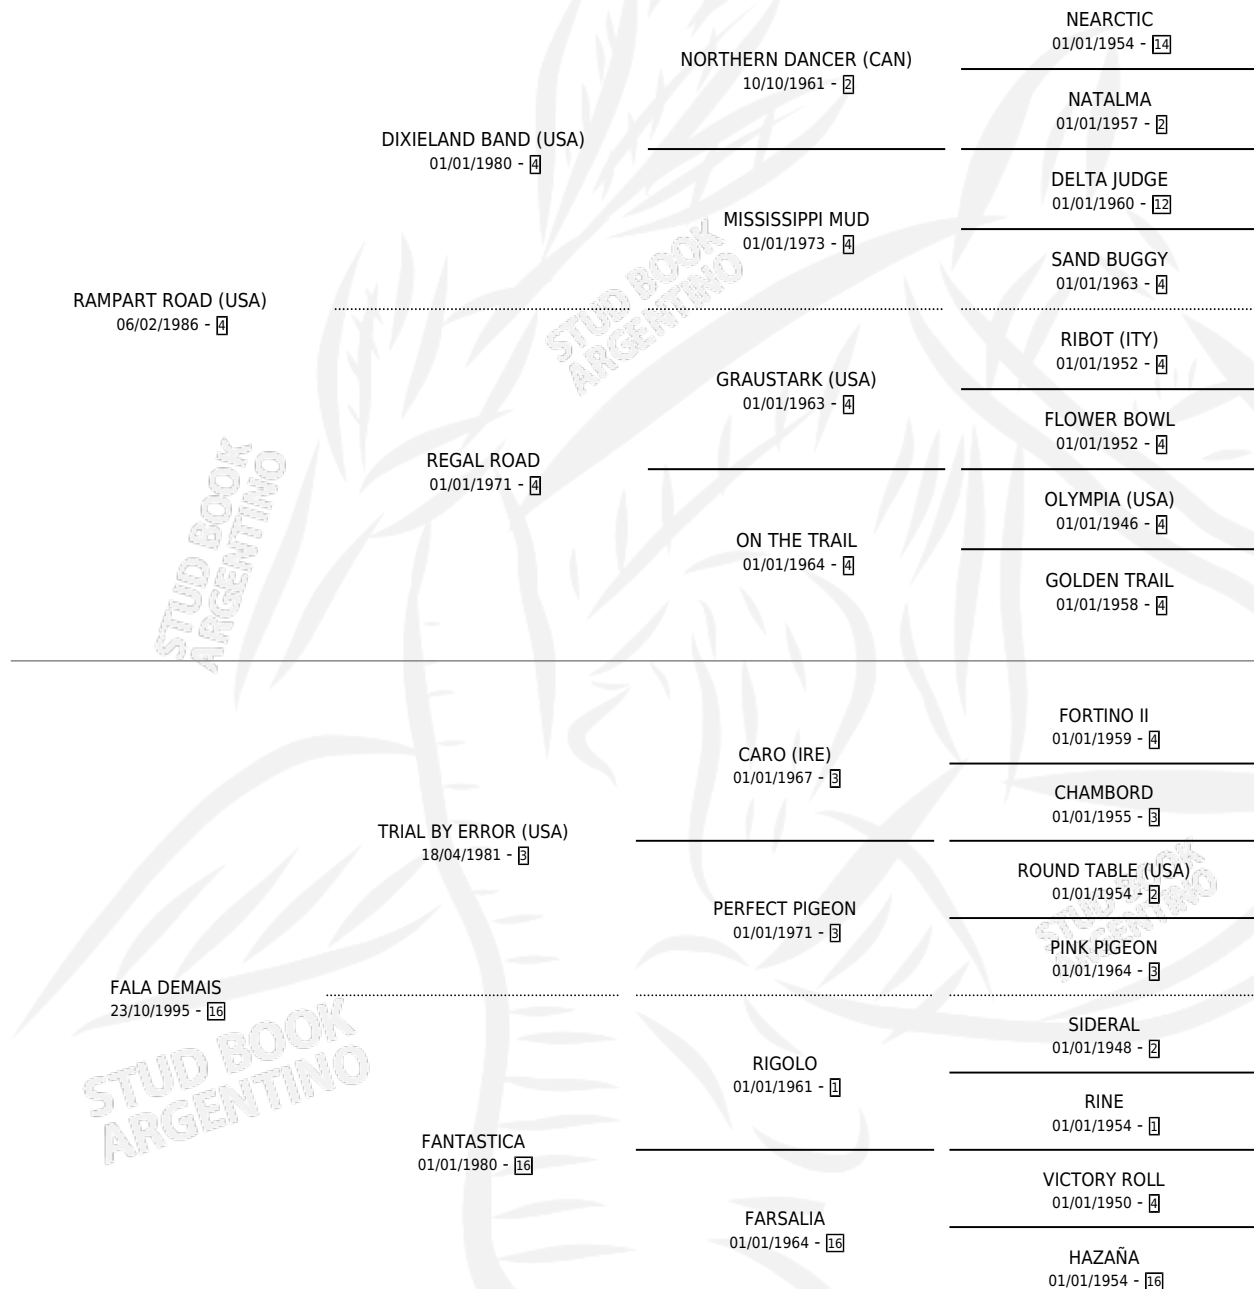 RAMPART ROAD (USA)
06/02/1986 - 4
DIXIELAND BAND (USA)
01/01/1980 - 4
REGAL ROAD
01/01/1971 - 4
NORTHERN DANCER (CAN)
10/10/1961 - 2
MISSISSIPPI MUD
01/01/1973 - 4
GRAUSTARK (USA)
01/01/1963 - 4
ON THE TRAIL
01/01/1964 - 4
NEARCTIC
01/01/1954 - 14
NATALMA
01/01/1957 - 2
DELTA JUDGE
01/01/1960 - 12
SAND BUGGY
01/01/1963 - 4
RIBOT (ITY)
01/01/1952 - 4
FLOWER BOWL
01/01/1952 - 4
OLYMPIA (USA)
01/01/1946 - 4
GOLDEN TRAIL
01/01/1958 - 4
FALA DEMAIS
23/10/1995 - 16
TRIAL BY ERROR (USA)
18/04/1981 - 3
FANTASTICA
01/01/1980 - 16
CARO (IRE)
01/01/1967 - 3
PERFECT PIGEON
01/01/1971 - 3
RIGOLO
01/01/1961 - 1
FARSALIA
01/01/1964 - 16
FORTINO II
01/01/1959 - 4
CHAMBORD
01/01/1955 - 3
ROUND TABLE (USA)
01/01/1954 - 2
PINK PIGEON
01/01/1964 - 3
SIDERAL
01/01/1948 - 2
RINE
01/01/1954 - 1
VICTORY ROLL
01/01/1950 - 4
HAZAÑA
01/01/1954 - 16
STUD BOOK
ARGENTINO
STUD BOOK
ARGENTINO
STUD BOOK
ARGENTINO
STUD BOOK
ARGENTINO